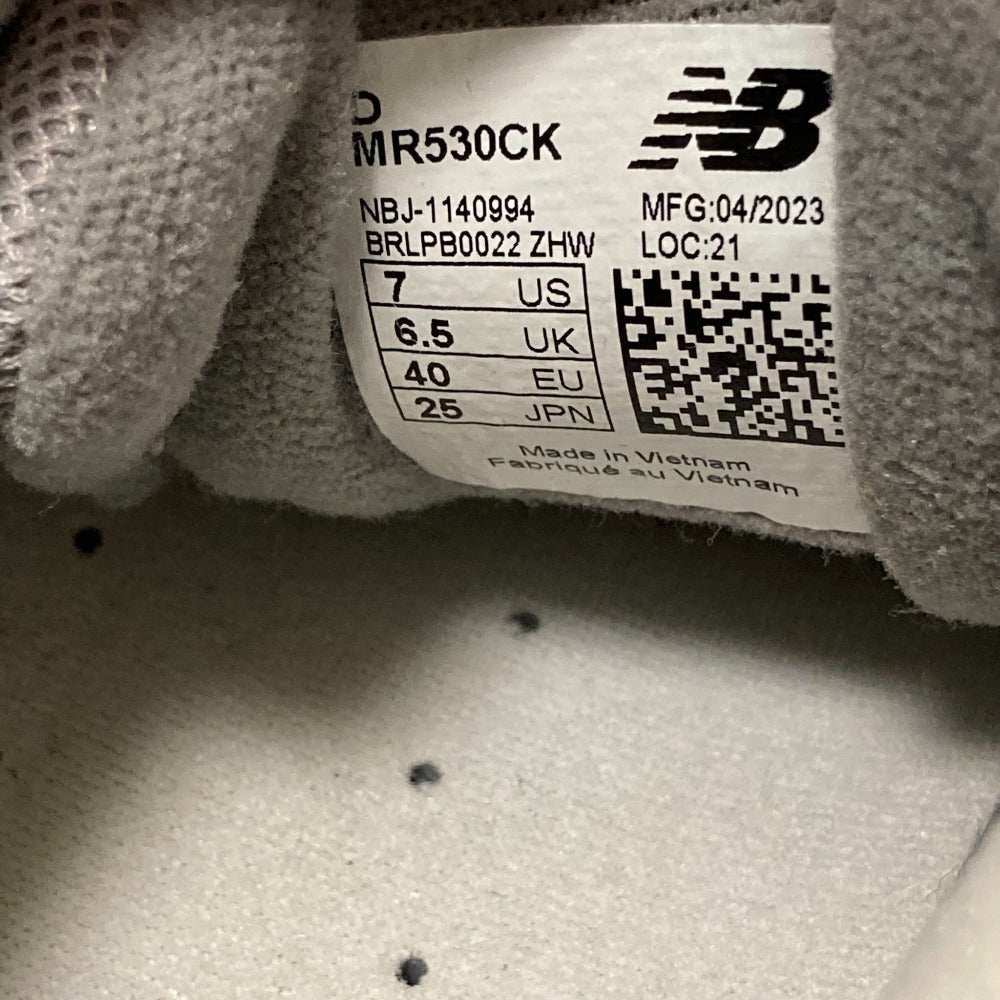 D
MR530CK
NB
NBJ-1140994
MFG:04/2023
BRLPB0022 ZHW
LOC:21
7 US
6.5 UK
40 EU
25 JPN
Made in Vietnam
Fabriqué au Vietnam